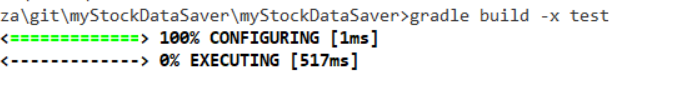 za\git\myStockDataSaver\myStockDataSaver>gradle build -x test
<=============> 100% CONFIGURING [1ms]
<-------------> 0% EXECUTING [517ms]